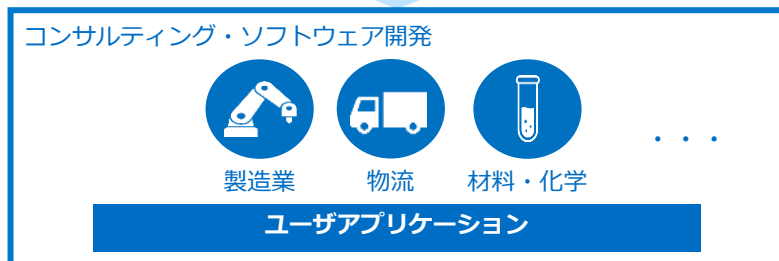 コンサルティング・ソフトウェア開発
製造業 物流 材料・化学 ・・・
ユーザアプリケーション